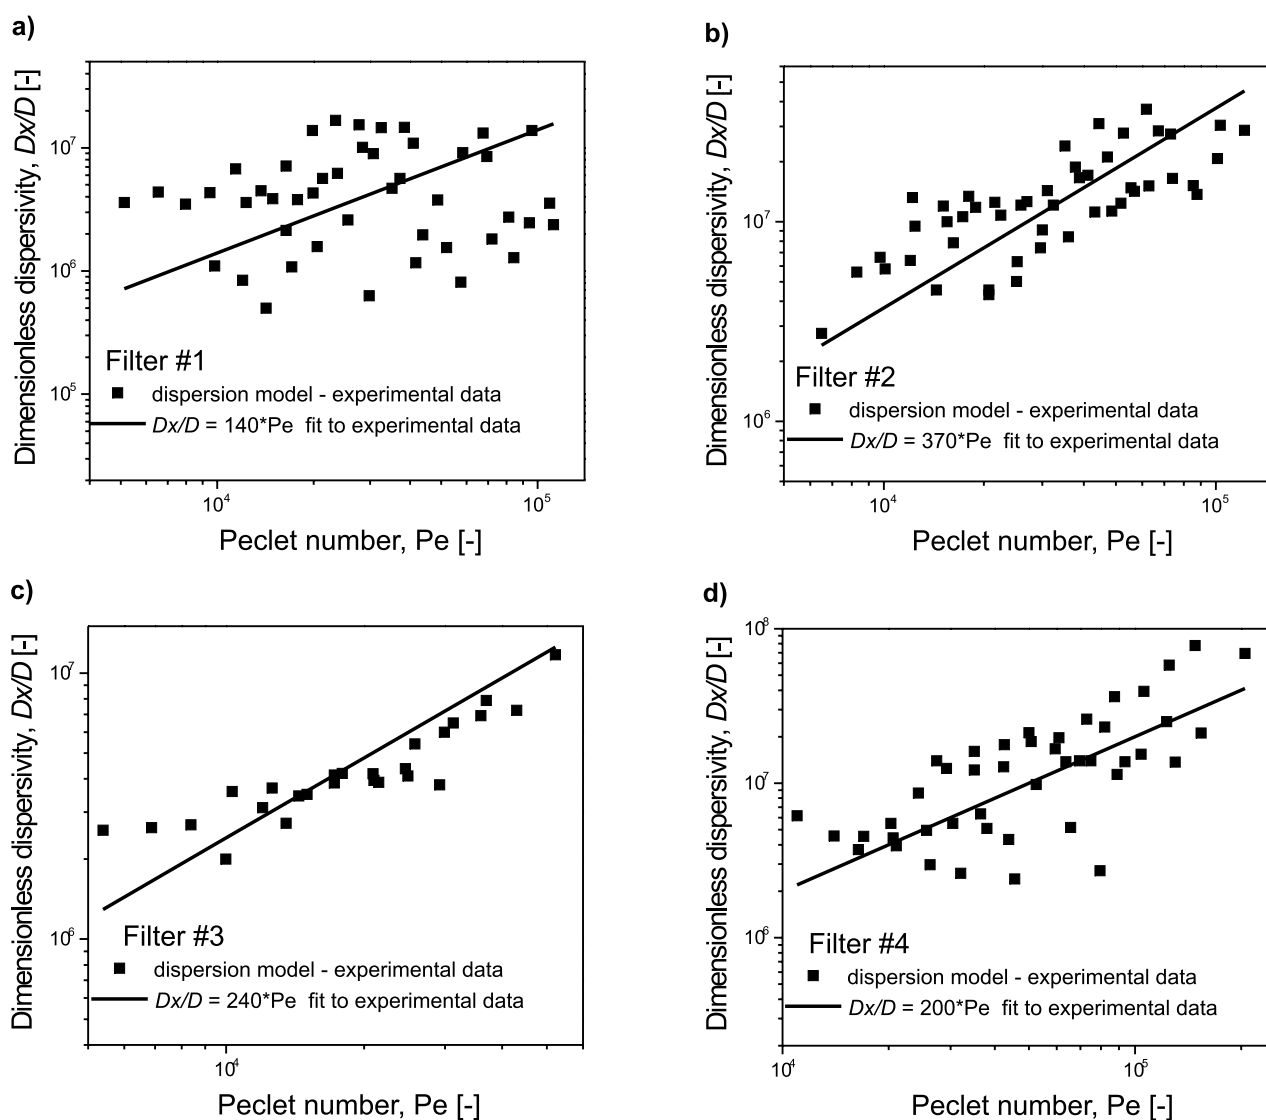 a)
Dimensionless dispersivity, Dx/D [-]
10^7
10^6
10^5
Filter #1
dispersion model - experimental data
Dx/D = 140*Pe fit to experimental data
10^4
10^5
Peclet number, Pe [-]
b)
Dimensionless dispersivity, Dx/D [-]
10^7
10^6
Filter #2
dispersion model - experimental data
Dx/D = 370*Pe fit to experimental data
10^4
10^5
Peclet number, Pe [-]
c)
Dimensionless dispersivity, Dx/D [-]
10^7
10^6
Filter #3
dispersion model - experimental data
Dx/D = 240*Pe fit to experimental data
10^4
Peclet number, Pe [-]
d)
Dimensionless dispersivity, Dx/D [-]
10^8
10^7
10^6
Filter #4
dispersion model - experimental data
Dx/D = 200*Pe fit to experimental data
10^4
10^5
Peclet number, Pe [-]